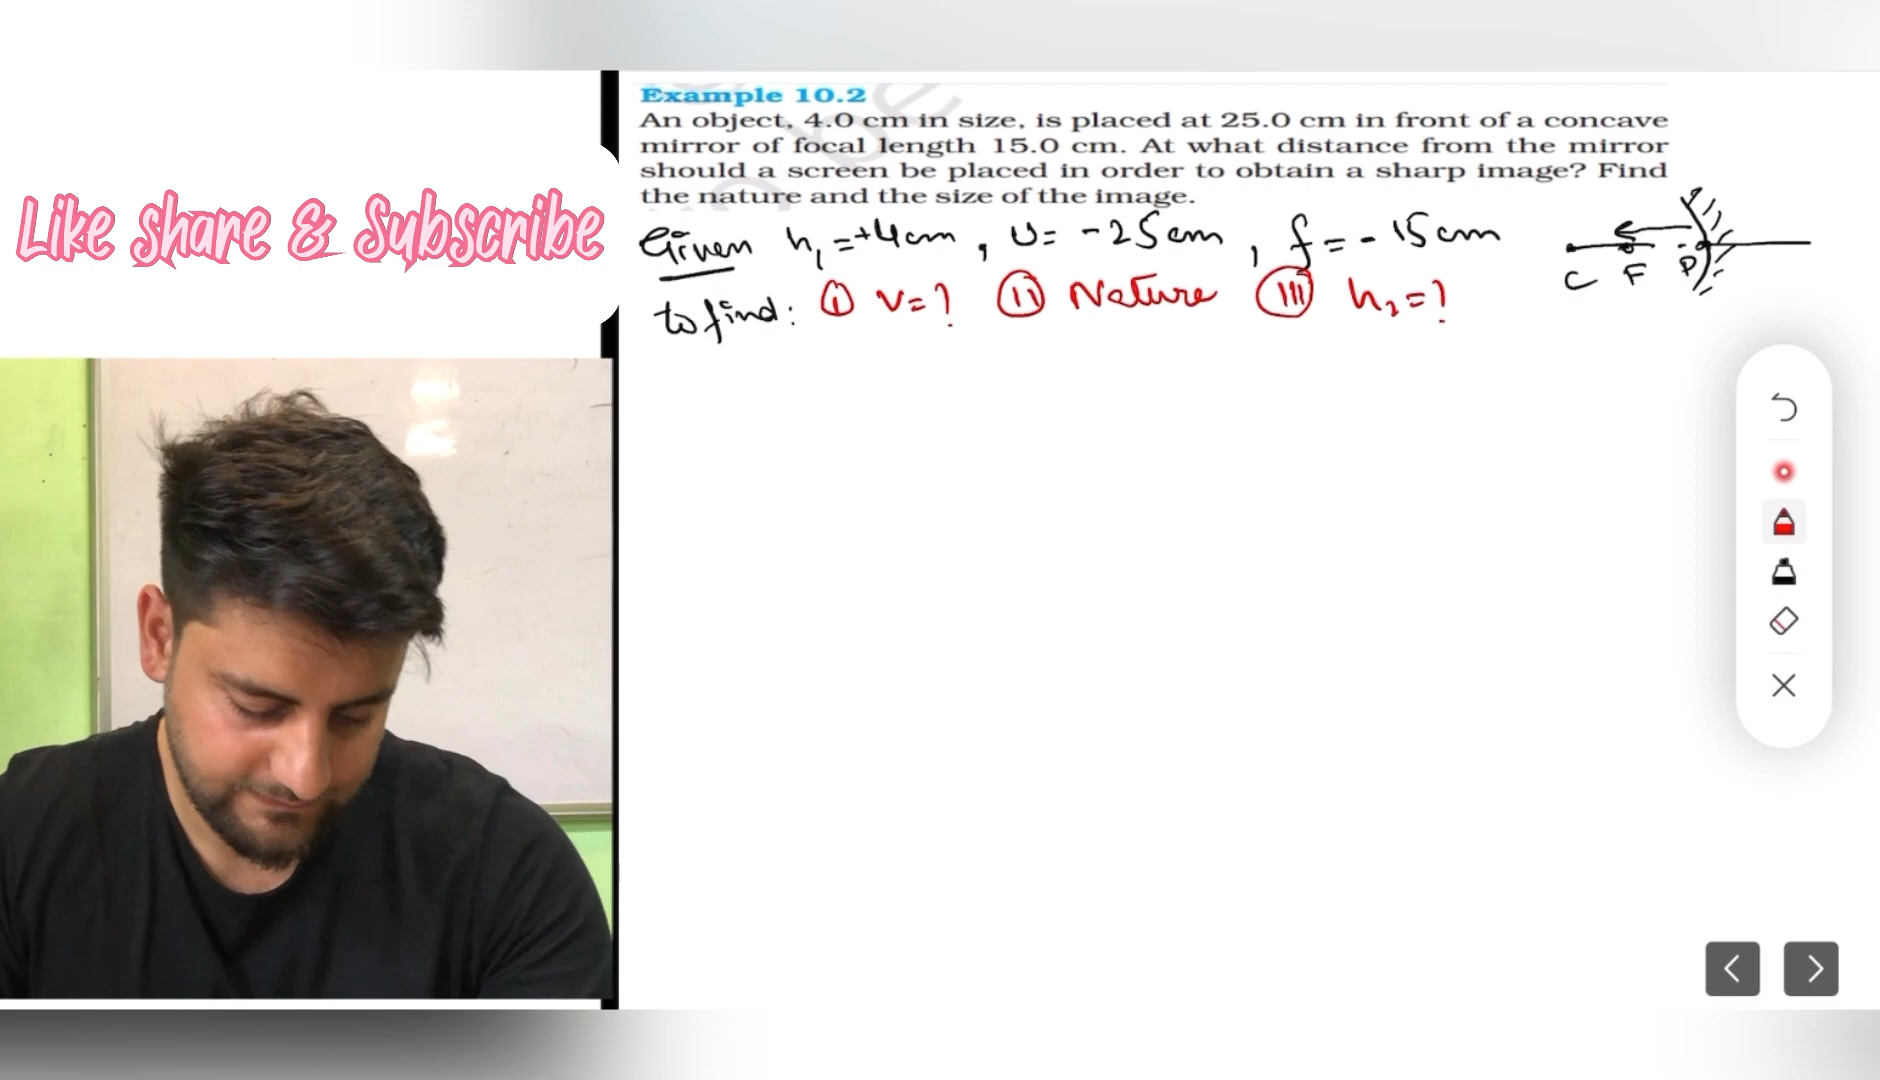 Like share & Subscribe
Example 10.2
An object, 4.0 cm in size, is placed at 25.0 cm in front of a concave
mirror of focal length 15.0 cm. At what distance from the mirror
should a screen be placed in order to obtain a sharp image? Find
the nature and the size of the image.
Given h₁ = +4cm , U = -25cm , f = -15cm
C F P
to find: (i) v=? (ii) Nature (iii) h₂=?